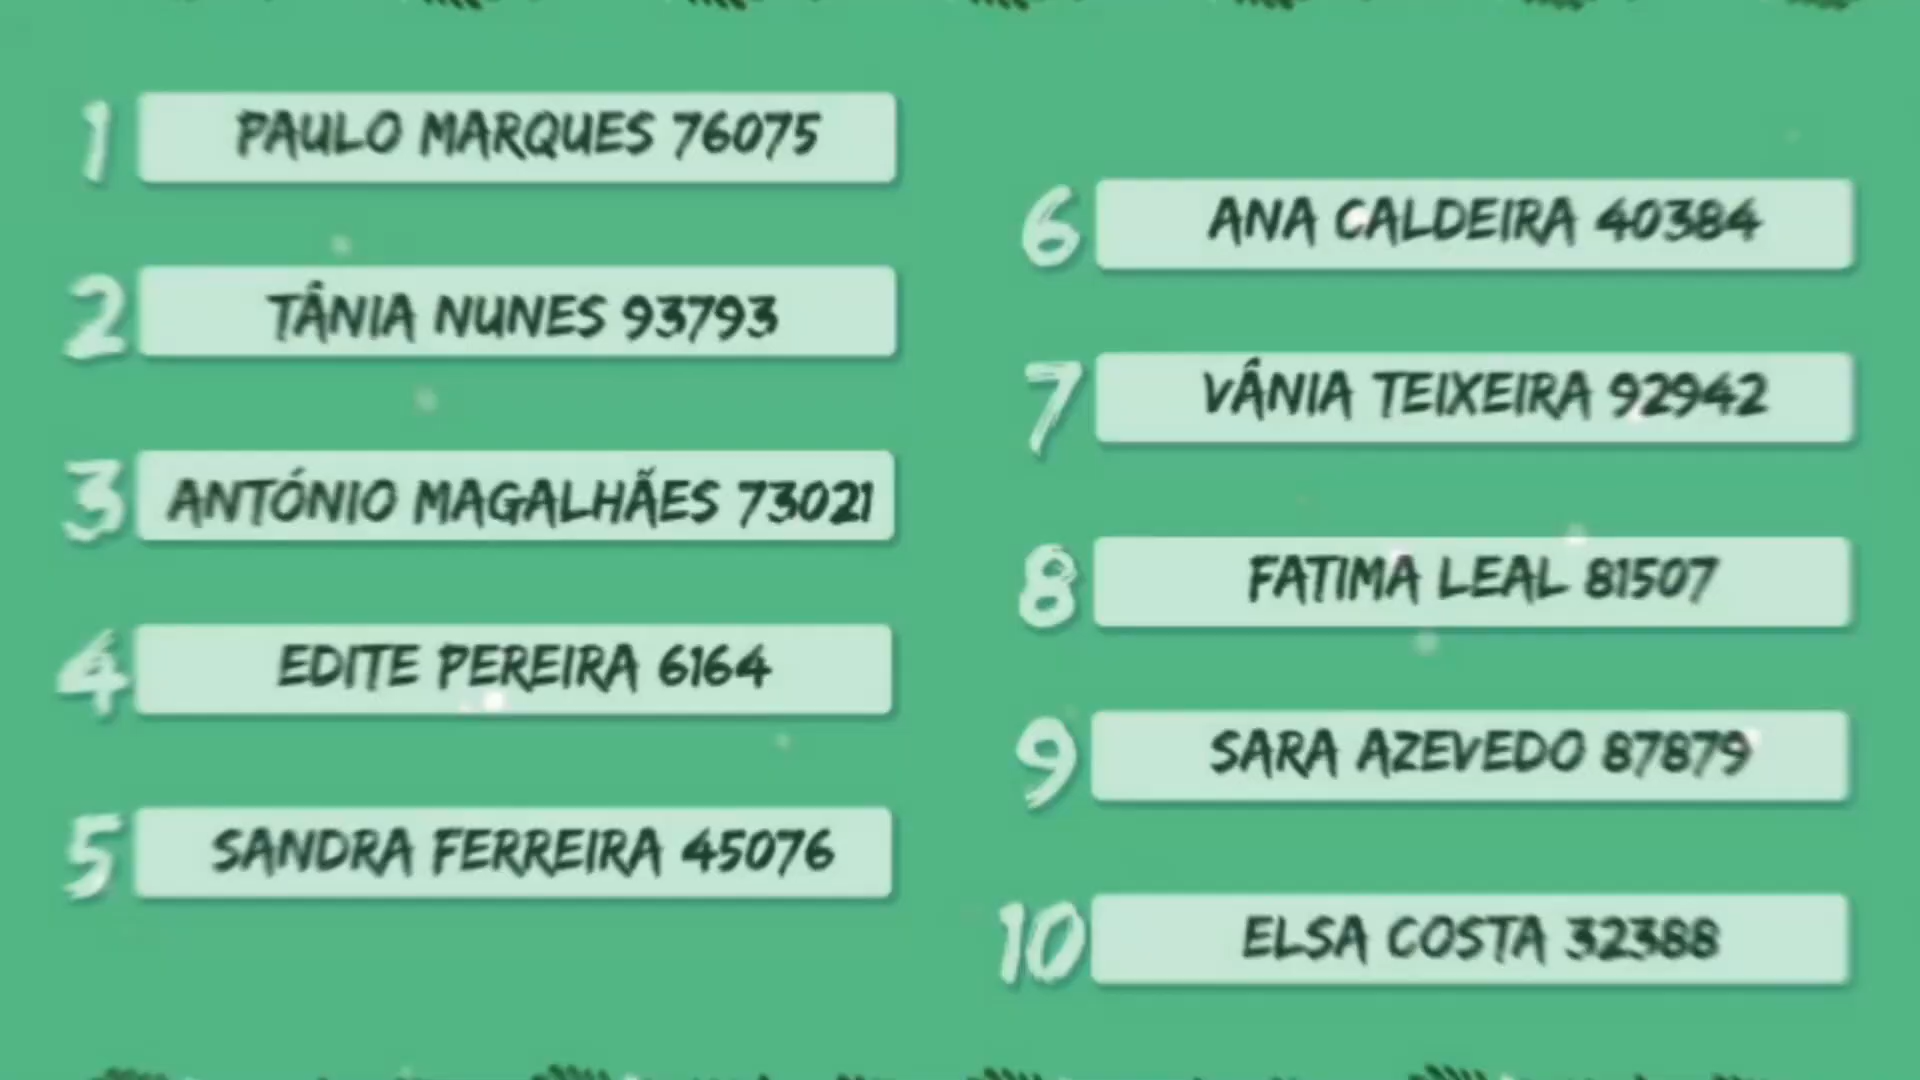 1 PAULO MARQUES 76075
2 TÂNIA NUNES 93793
3 ANTÓNIO MAGALHÃES 73021
4 EDITE PEREIRA 6164
5 SANDRA FERREIRA 45076
6 ANA CALDEIRA 40384
7 VÂNIA TEIXEIRA 92942
8 FATIMA LEAL 81507
9 SARA AZEVEDO 87879
10 ELSA COSTA 32388